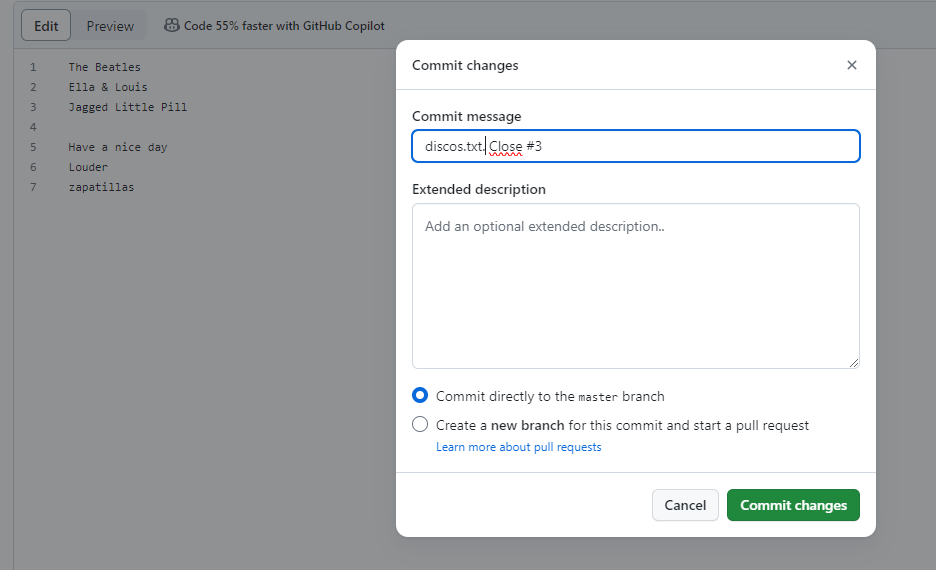 Edit Preview Code 55% faster with GitHub Copilot
1 The Beatles
2 Ella & Louis
3 Jagged Little Pill
4
5 Have a nice day
6 Louder
7 zapatillas
Commit changes
Commit message
discos.txt. Close #3
Extended description
Add an optional extended description..
Commit directly to the master branch
Create a new branch for this commit and start a pull request
Learn more about pull requests
Cancel Commit changes